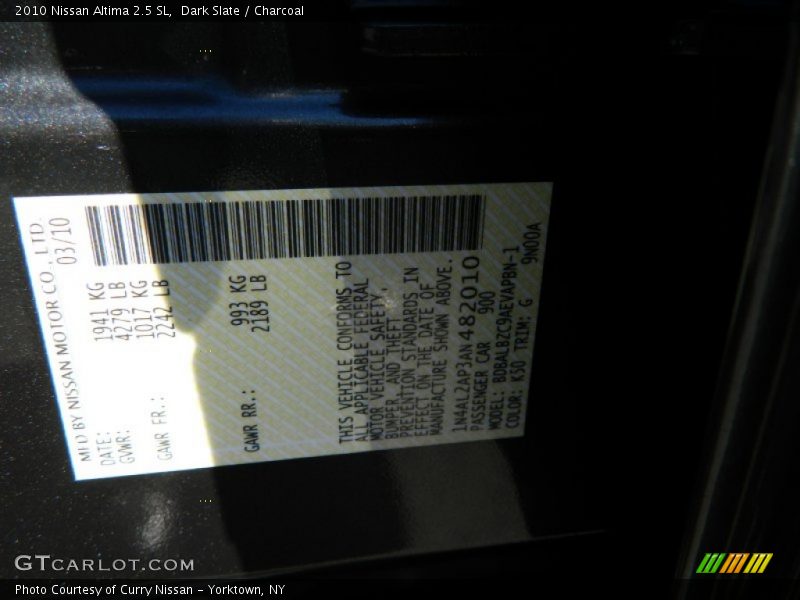 2010 Nissan Altima 2.5 SL, Dark Slate / Charcoal
MFD BY NISSAN MOTOR CO., LTD.
DATE: 03/10
GVWR: 1941 KG
4279 LB
GAWR FR.: 1017 KG
2242 LB
GAWR RR.: 993 KG
2189 LB
THIS VEHICLE CONFORMS TO
ALL APPLICABLE FEDERAL
MOTOR VEHICLE SAFETY,
BUMPER, AND THEFT
PREVENTION STANDARDS IN
EFFECT ON THE DATE OF
MANUFACTURE SHOWN ABOVE.
1N4AL2AP3AN482010
PASSENGER CAR 900
MODEL: BDBALBZC9AEVAPBN-1
COLOR: K50 TRIM: G 9N00A
GTCARLOT.COM
Photo Courtesy of Curry Nissan - Yorktown, NY